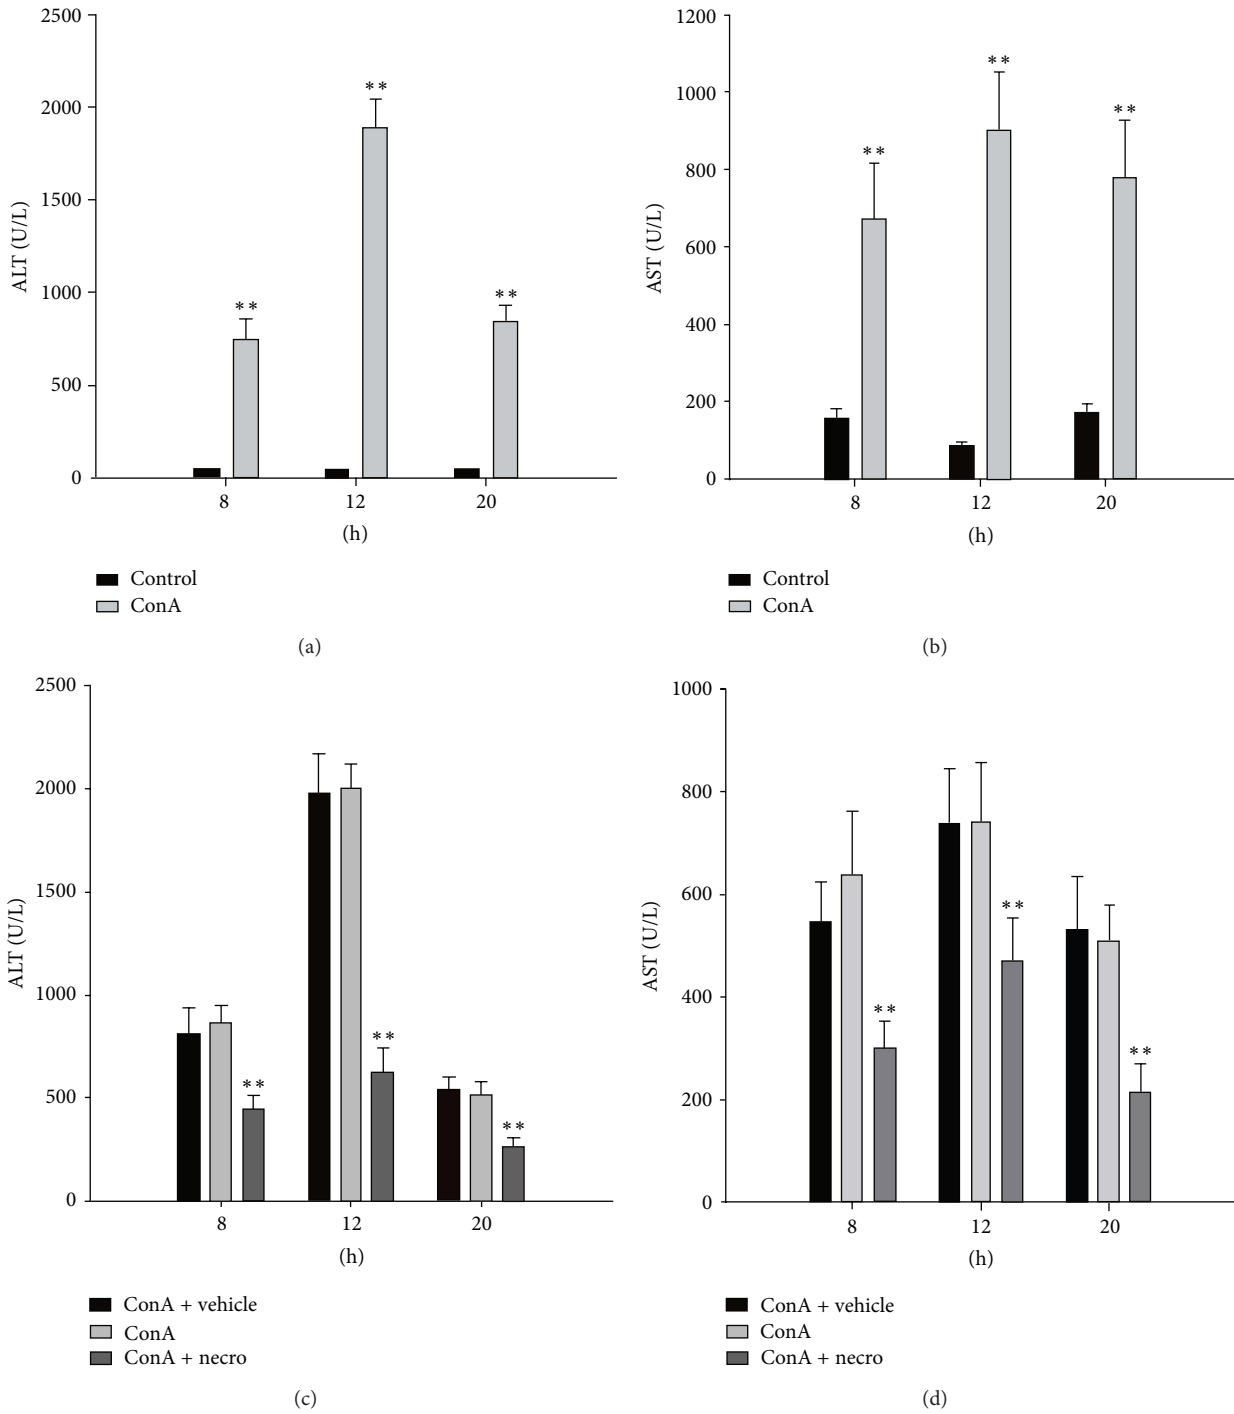 2500
2000
1500
1000
500
0
ALT (U/L)
**
**
**
8
12
20
(h)
Control
ConA
(a)
1200
1000
800
600
400
200
0
AST (U/L)
**
**
**
8
12
20
(h)
Control
ConA
(b)
2500
2000
1500
1000
500
0
ALT (U/L)
**
**
**
8
12
20
(h)
ConA + vehicle
ConA
ConA + necro
(c)
1000
800
600
400
200
0
AST (U/L)
**
**
**
8
12
20
(h)
ConA + vehicle
ConA
ConA + necro
(d)